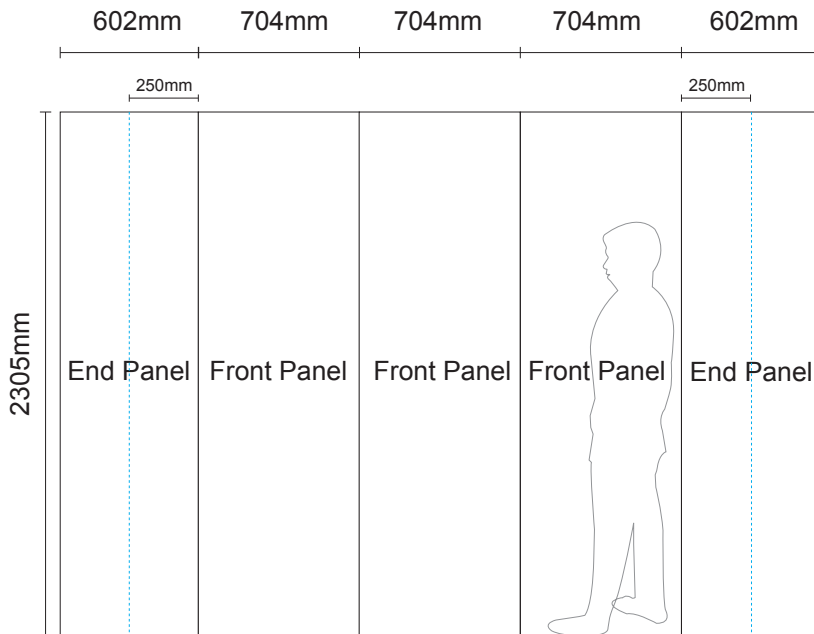 602mm 704mm 704mm 704mm 602mm
250mm 250mm
2305mm
End Panel Front Panel Front Panel Front Panel End Panel